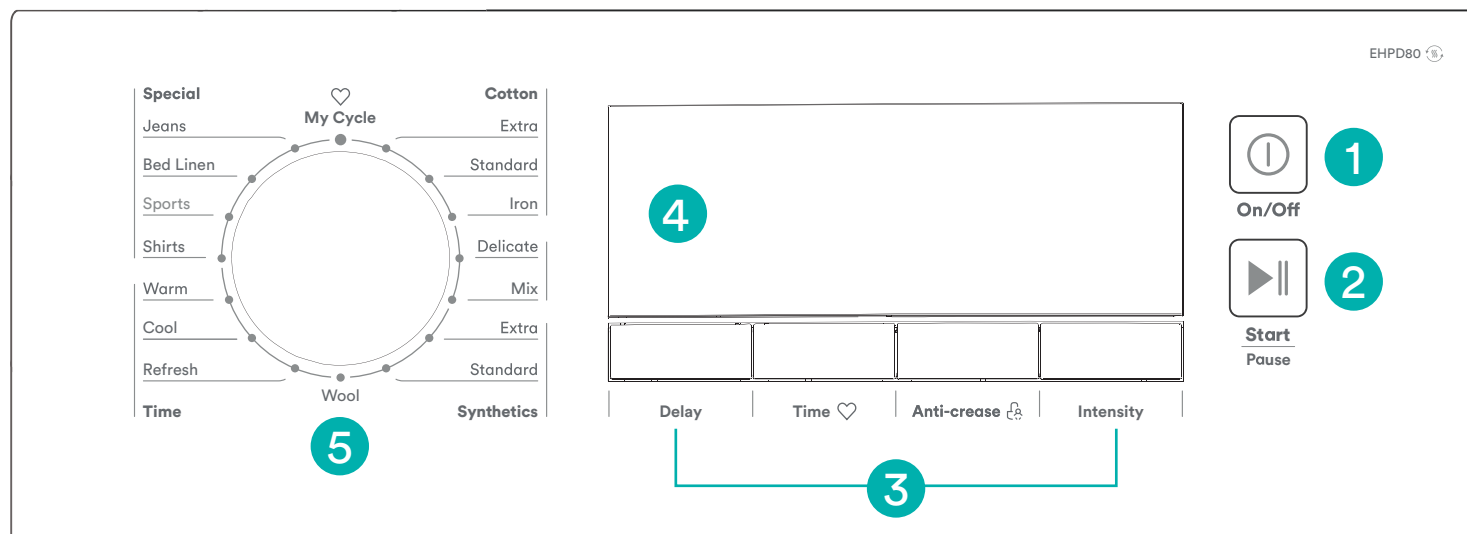 EHPD80
Special
Cotton
My Cycle
Jeans
Extra
Bed Linen
Standard
Sports
Iron
Shirts
Delicate
Warm
Mix
Cool
Extra
Refresh
Standard
Wool
Time
Synthetics
5
4
Delay
Time
Anti-crease
Intensity
3
1
On/Off
2
Start
Pause